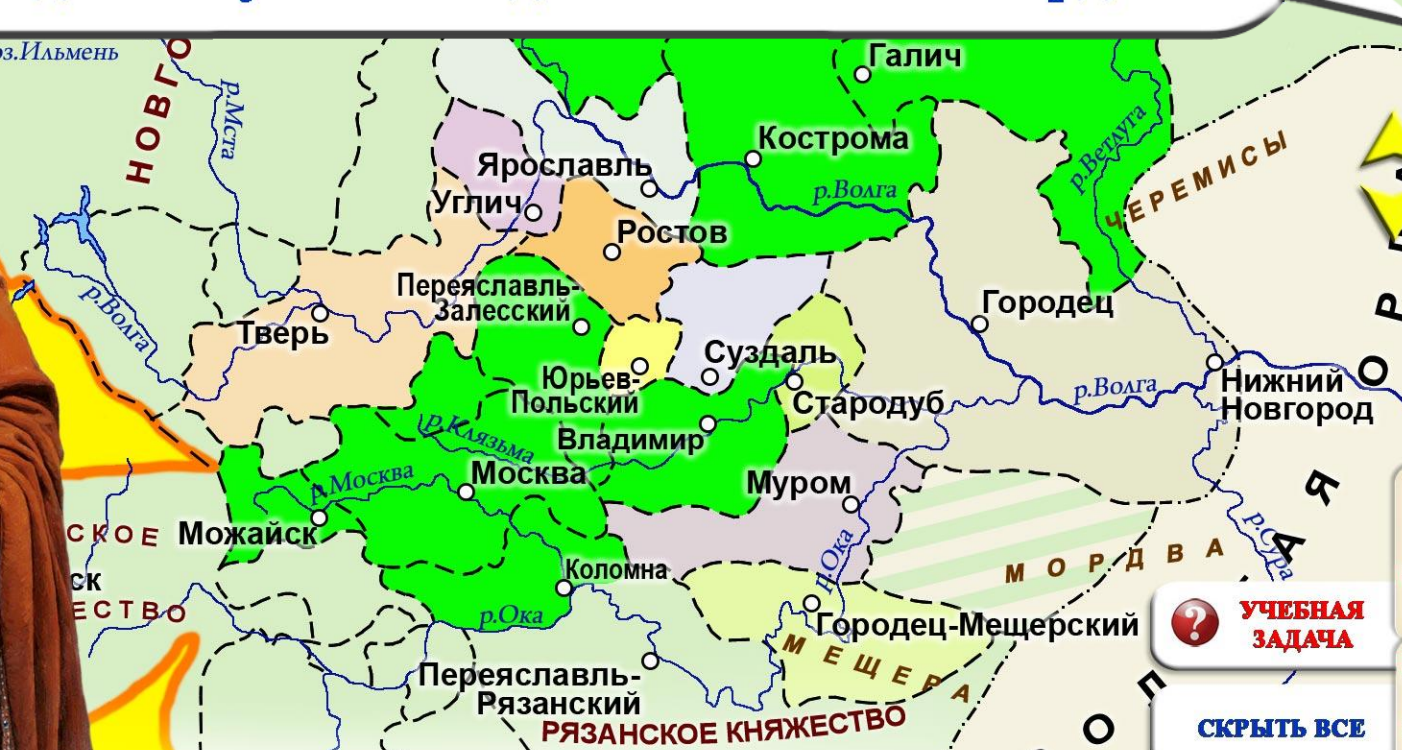 оз.Ильмень
НОВГО
р.Мста
Галич
Кострома
р.Ветлуга
ЧЕРЕМИСЫ
Ярославль
р.Волга
Углич
Ростов
Переяславль-
Залесский
р.Волга
Тверь
Городец
Суздаль
Юрьев-
Польский
Стародуб
р.Волга
Нижний
Новгород
р.Клязьма
Владимир
Москва
р.Москва
Муром
Можайск
СКОЕ
СК
ЕСТВО
Коломна
р.Ока
р.Ока
МОРДВА
р.Сура
Городец-Мещерский
МЕЩЕРА
Переяславль-
Рязанский
РЯЗАНСКОЕ КНЯЖЕСТВО
УЧЕБНАЯ
ЗАДАЧА
СКРЫТЬ ВСЕ